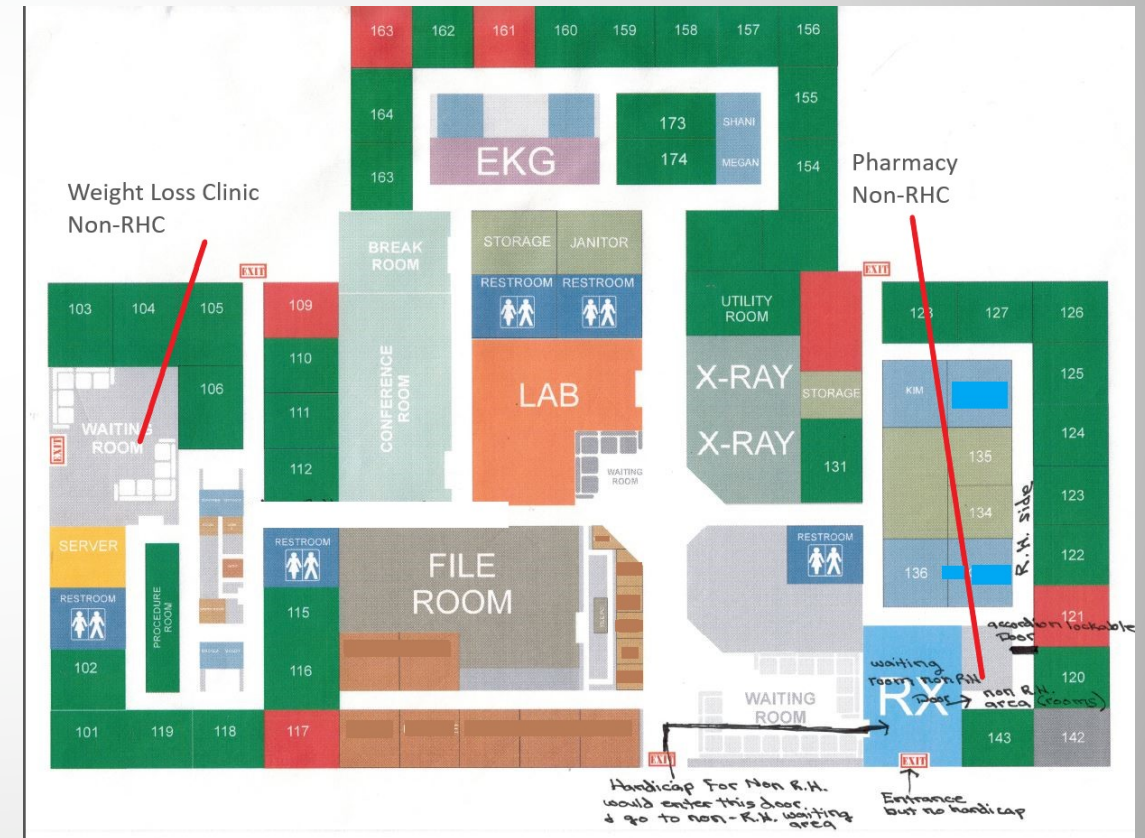 163 162 161 160 159 158 157 156
164
155
173 SHANI
174 MEGAN
EKG
154
163
Weight Loss Clinic
Non-RHC
Pharmacy
Non-RHC
BREAK
ROOM
STORAGE JANITOR
RESTROOM RESTROOM
EXIT
EXIT
103 104 105
109
UTILITY
ROOM
127 126
110
106
111
112
CONFERENCE
ROOM
LAB
X-RAY
X-RAY
STORAGE
131
KIM
125
124
135
123
134
WAITING
ROOM
EXIT
WAITING
ROOM
R.H. side
SERVER
RESTROOM
PROCEDURE
ROOM
RESTROOM
FILE
ROOM
RESTROOM
136
122
115
121
accordion lockable
Door
102
116
120
waiting
room non RH
RX
Door
non R.H.
area (rooms)
WAITING
ROOM
101 119 118 117
143 142
EXIT
EXIT
Handicap For Non R.H.
would enter this door.
& go to non-R.H. waiting
area
Entrance
but no handicap